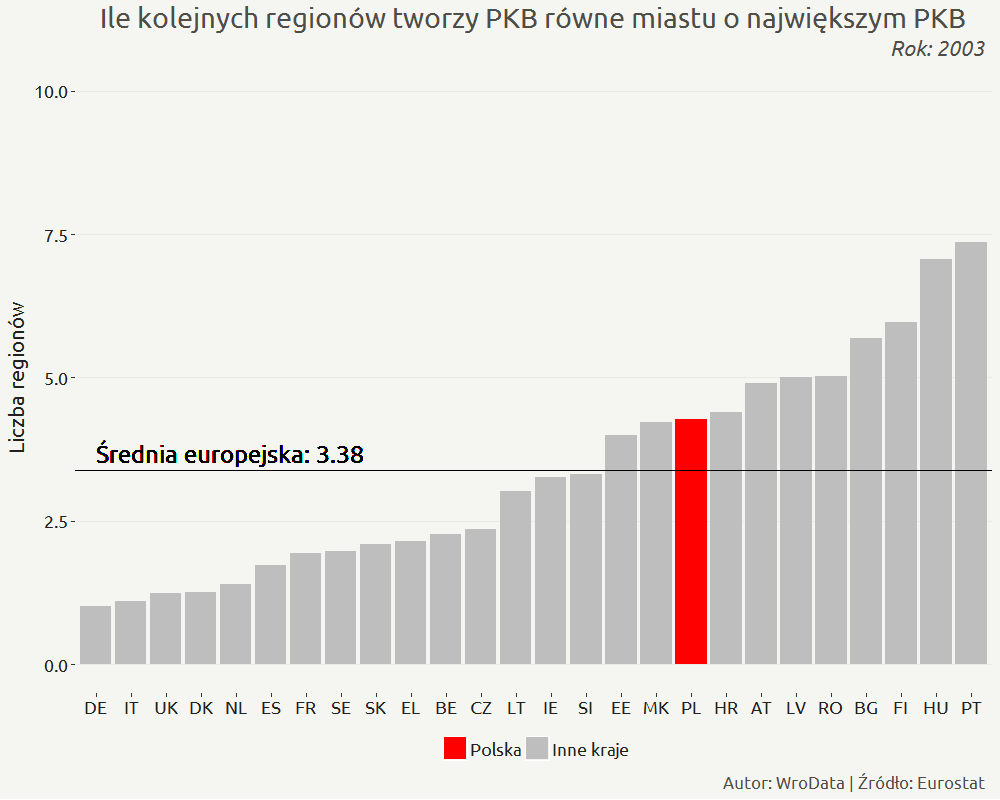 Ile kolejnych regionów tworzy PKB równe miastu o największym PKB
Rok: 2003
Liczba regionów
10.0
7.5
5.0
2.5
0.0
Średnia europejska: 3.38
DE IT UK DK NL ES FR SE SK EL BE CZ LT IE SI EE MK PL HR AT LV RO BG FI HU PT
Polska Inne kraje
Autor: WroData | Źródło: Eurostat